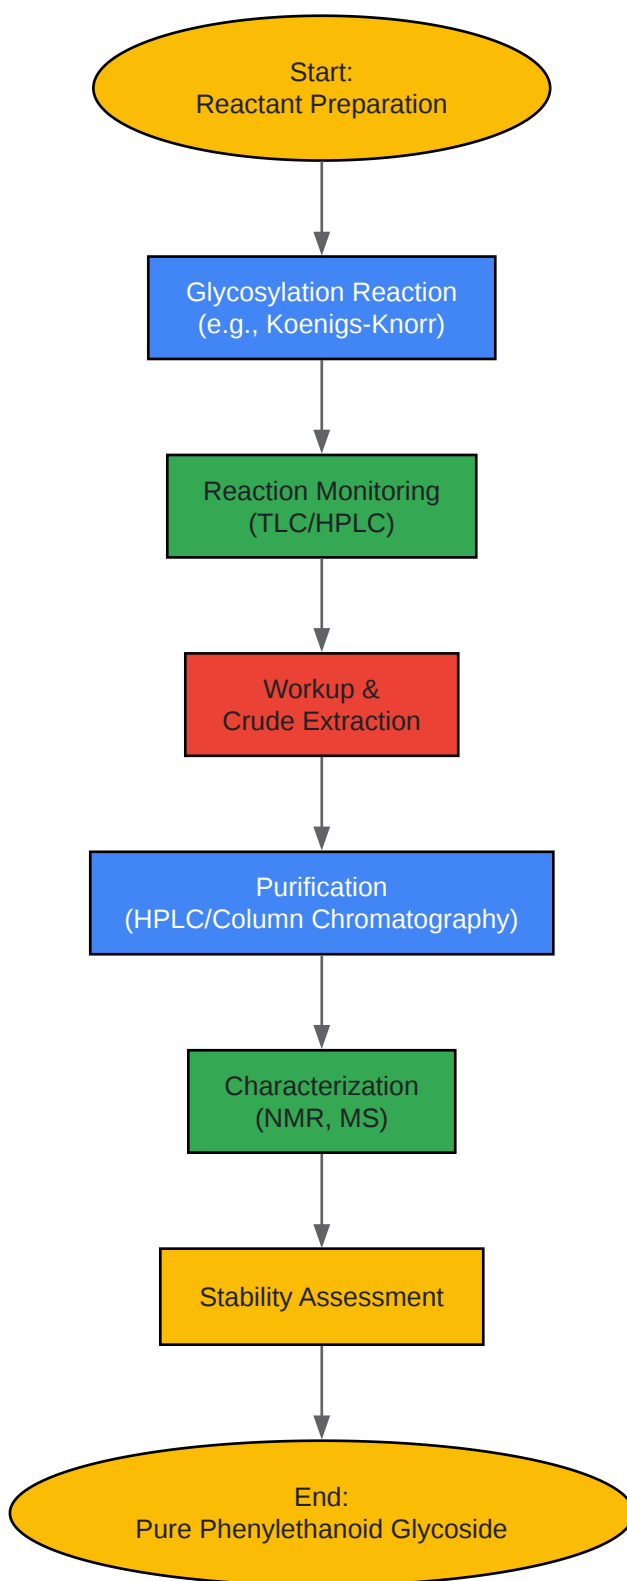 Start:
Reactant Preparation
Glycosylation Reaction
(e.g., Koenigs-Knorr)
Reaction Monitoring
(TLC/HPLC)
Workup &
Crude Extraction
Purification
(HPLC/Column Chromatography)
Characterization
(NMR, MS)
Stability Assessment
End:
Pure Phenylethanoid Glycoside